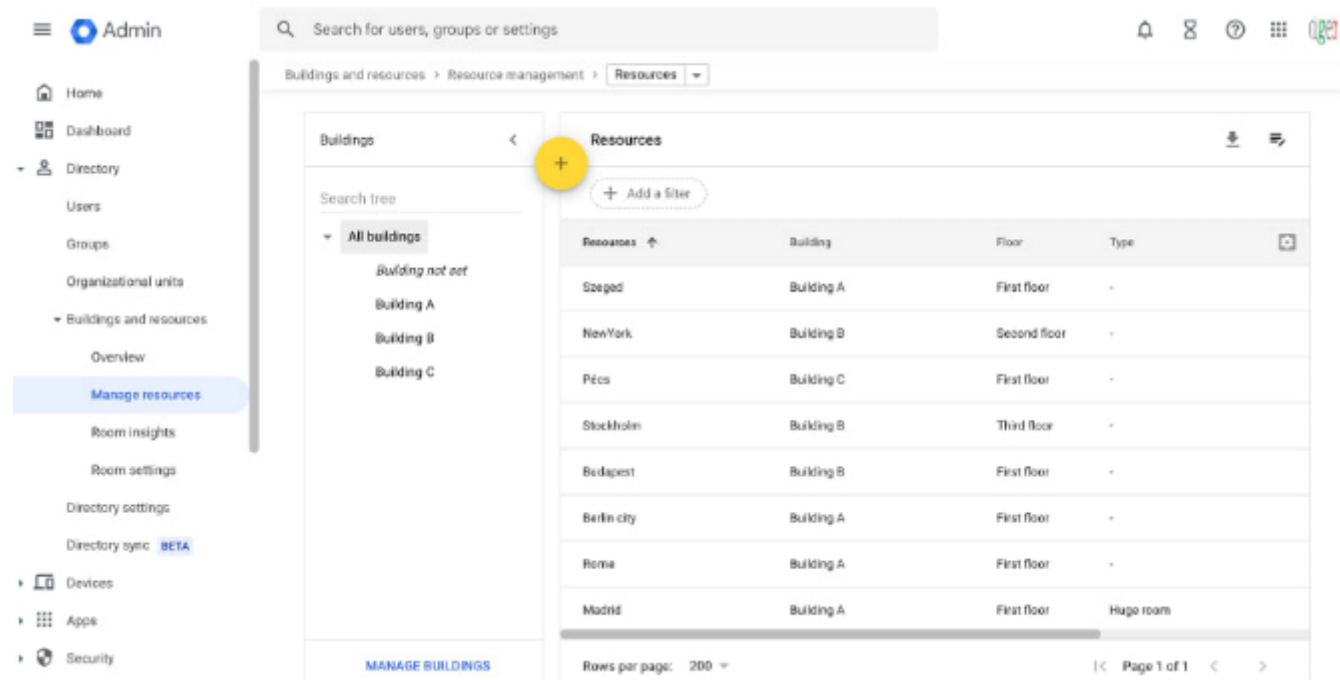 Admin
Search for users, groups or settings
Buildings and resources > Resource management > Resources
Home
Dashboard
Directory
Users
Groups
Organizational units
Buildings and resources
Overview
Manage resources
Room insights
Room settings
Directory settings
Directory sync BETA
Devices
Apps
Security
Buildings
Search tree
All buildings
Building not set
Building A
Building B
Building C
MANAGE BUILDINGS
Resources
+ Add a filter
Resources Building Floor Type
Szeged Building A First floor -
NewYork Building B Second floor -
Pécs Building C First floor -
Stockholm Building B Third floor -
Budapest Building B First floor -
Berlin city Building A First floor -
Rome Building A First floor -
Madrid Building A First floor Huge room
Rows per page: 200
Page 1 of 1